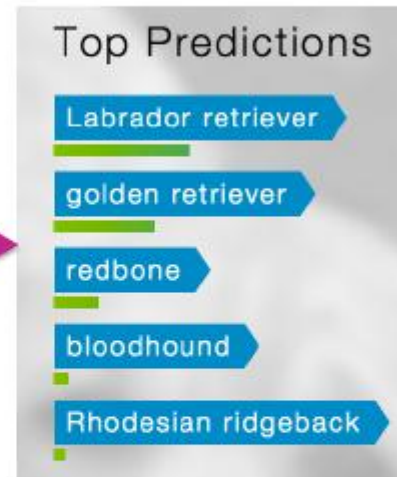 Top Predictions
Labrador retriever
golden retriever
redbone
bloodhound
Rhodesian ridgeback